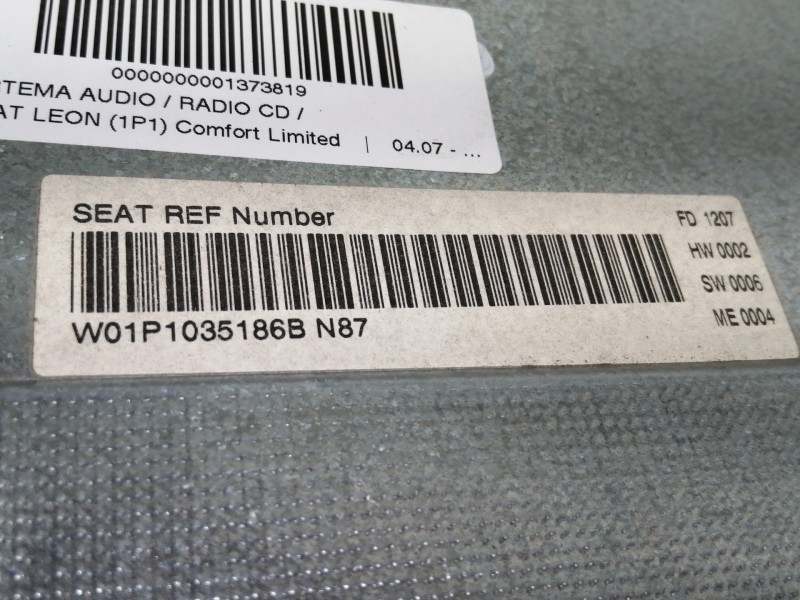 0000000001373819
TEMA AUDIO / RADIO CD /
AT LEON (1P1) Comfort Limited | 04.07 - ...
SEAT REF Number
FD 1207
HW 0002
SW 0006
ME 0004
W01P1035186B N87